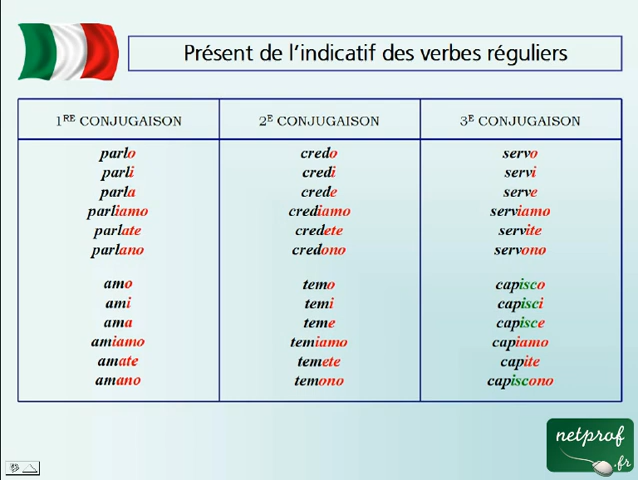 Présent de l'indicatif des verbes réguliers
1RE CONJUGAISON 2E CONJUGAISON 3E CONJUGAISON
parlo credo servo
parli credi servi
parla crede serve
parliamo crediamo serviamo
parlate credete servite
parlano credono servono
amo temo capisco
ami temi capisci
ama teme capisce
amiamo temiamo capiamo
amate temete capite
amano temono capiscono
netprof
.fr